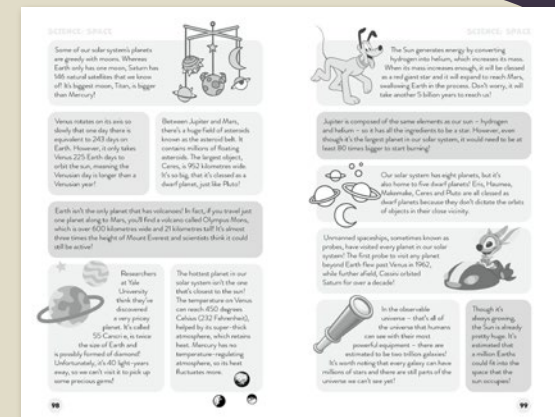 SCIENCE: SPACE
Some of our solar system's planets
are greedy with moons. Whereas
Earth only has one moon, Saturn has
146 natural satellites that we know
of! It's biggest moon, Titan, is bigger
than Mercury!
Venus rotates on its axis so
slowly that one day there is
equivalent to 243 days on
Earth. However, it only takes
Venus 225 Earth days to
orbit the sun, meaning the
Venusian day is longer than a
Venusian year!
Between Jupiter and Mars,
there's a huge field of asteroids
known as the asteroid belt. It
contains millions of floating
asteroids. The largest object,
Ceres, is 952 kilometres wide.
It's so big, that it's classed as a
dwarf planet, just like Pluto!
Earth isn't the only planet that has volcanoes! In fact, if you travel just
one planet along to Mars, you'll find a volcano called Olympus Mons,
which is over 600 kilometres wide and 21 kilometres tall! It's almost
three times the height of Mount Everest and scientists think it could
still be active!
Researchers
at Yale
University
think they've
discovered
a very pricey
planet. It's called
55 Cancri e, is twice
the size of Earth and
is possibly formed of diamond!
Unfortunately, it's 40 light-years
away, so we can't visit it to pick up
some precious gems!
The hottest planet in our
solar system isn't the one
that's closest to the sun!
The temperature on Venus
can reach 450 degrees
Celsius (232 Fahrenheit),
helped by its super-thick
atmosphere, which retains
heat. Mercury has no
temperature-regulating
atmosphere, so its heat
fluctuates more.
98
SCIENCE: SPACE
The Sun generates energy by converting
hydrogen into helium, which increases its mass.
When its mass increases enough, it will be classed
as a red giant star and it will expand to reach Mars,
swallowing Earth in the process. Don't worry, it will
take another 5 billion years to reach us!
Jupiter is composed of the same elements as our sun – hydrogen
and helium – so it has all the ingredients to be a star. However, even
though it's the largest planet in our solar system, it would need to be at
least 80 times bigger to start burning!
Our solar system has eight planets, but it's
also home to five dwarf planets! Eris, Haumea,
Makemake, Ceres and Pluto are all classed as
dwarf planets because they don't dictate the orbits
of objects in their close vicinity.
Unmanned spaceships, sometimes known as
probes, have visited every planet in our solar
system! The first probe to visit any planet
beyond Earth flew past Venus in 1962,
while further afield, Cassini orbited
Saturn for over a decade!
In the observable
universe – that's all of
the universe that humans
can see with their most
powerful equipment – there are
estimated to be two trillion galaxies!
It's worth noting that every galaxy can have
millions of stars and there are still parts of the
universe we can't see yet!
Though it's
always growing,
the Sun is already
pretty huge. It's
estimated that
a million Earths
could fit into the
space that the
sun occupies!
99